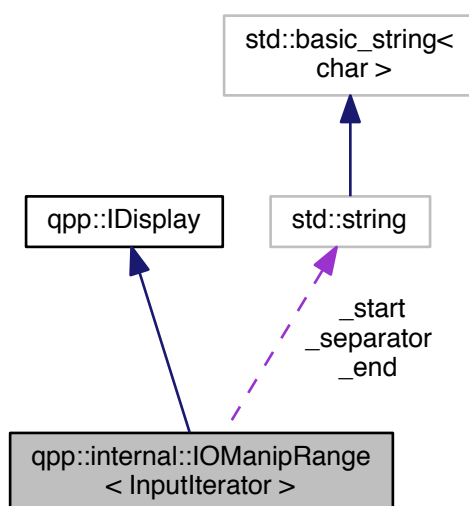 std::basic_string<
char >
qpp::IDisplay
std::string
_start
_separator
_end
qpp::internal::IOManipRange
< InputIterator >